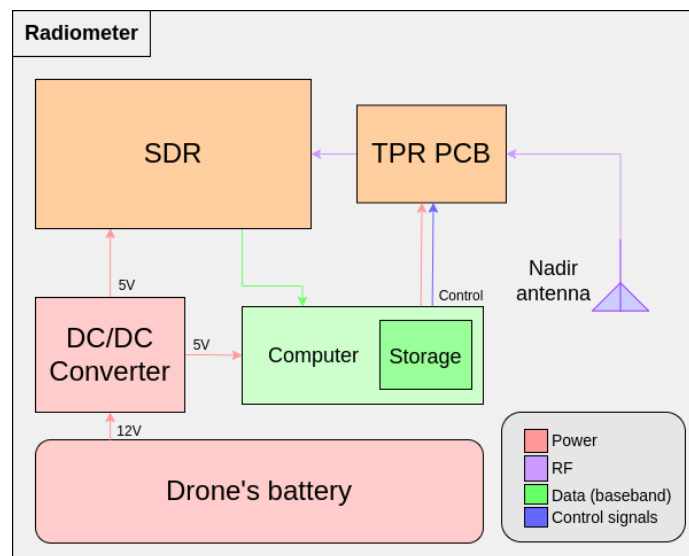 Radiometer
SDR
TPR PCB
Nadir
antenna
5V
Control
DC/DC
Converter
5V
Computer
Storage
12V
Drone's battery
Power
RF
Data (baseband)
Control signals